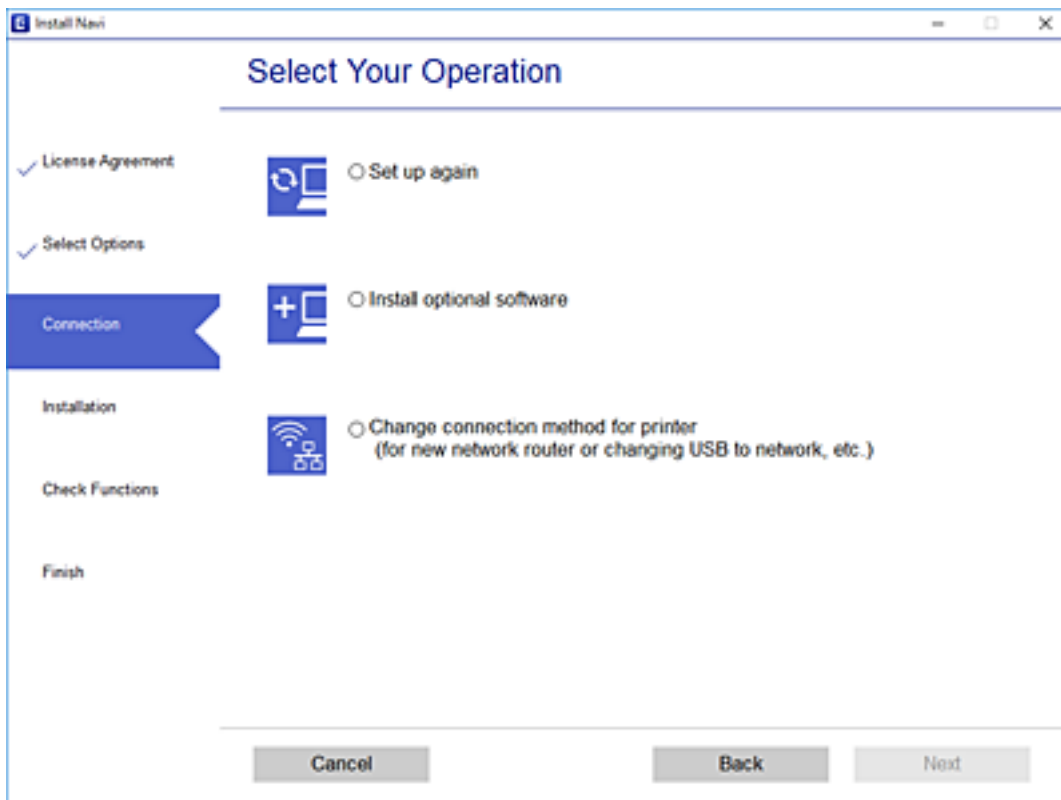 Install Navi
Select Your Operation
License Agreement
Select Options
Connection
Installation
Check Functions
Finish
Set up again
Install optional software
Change connection method for printer
(for new network router or changing USB to network, etc.)
Cancel
Back
Next